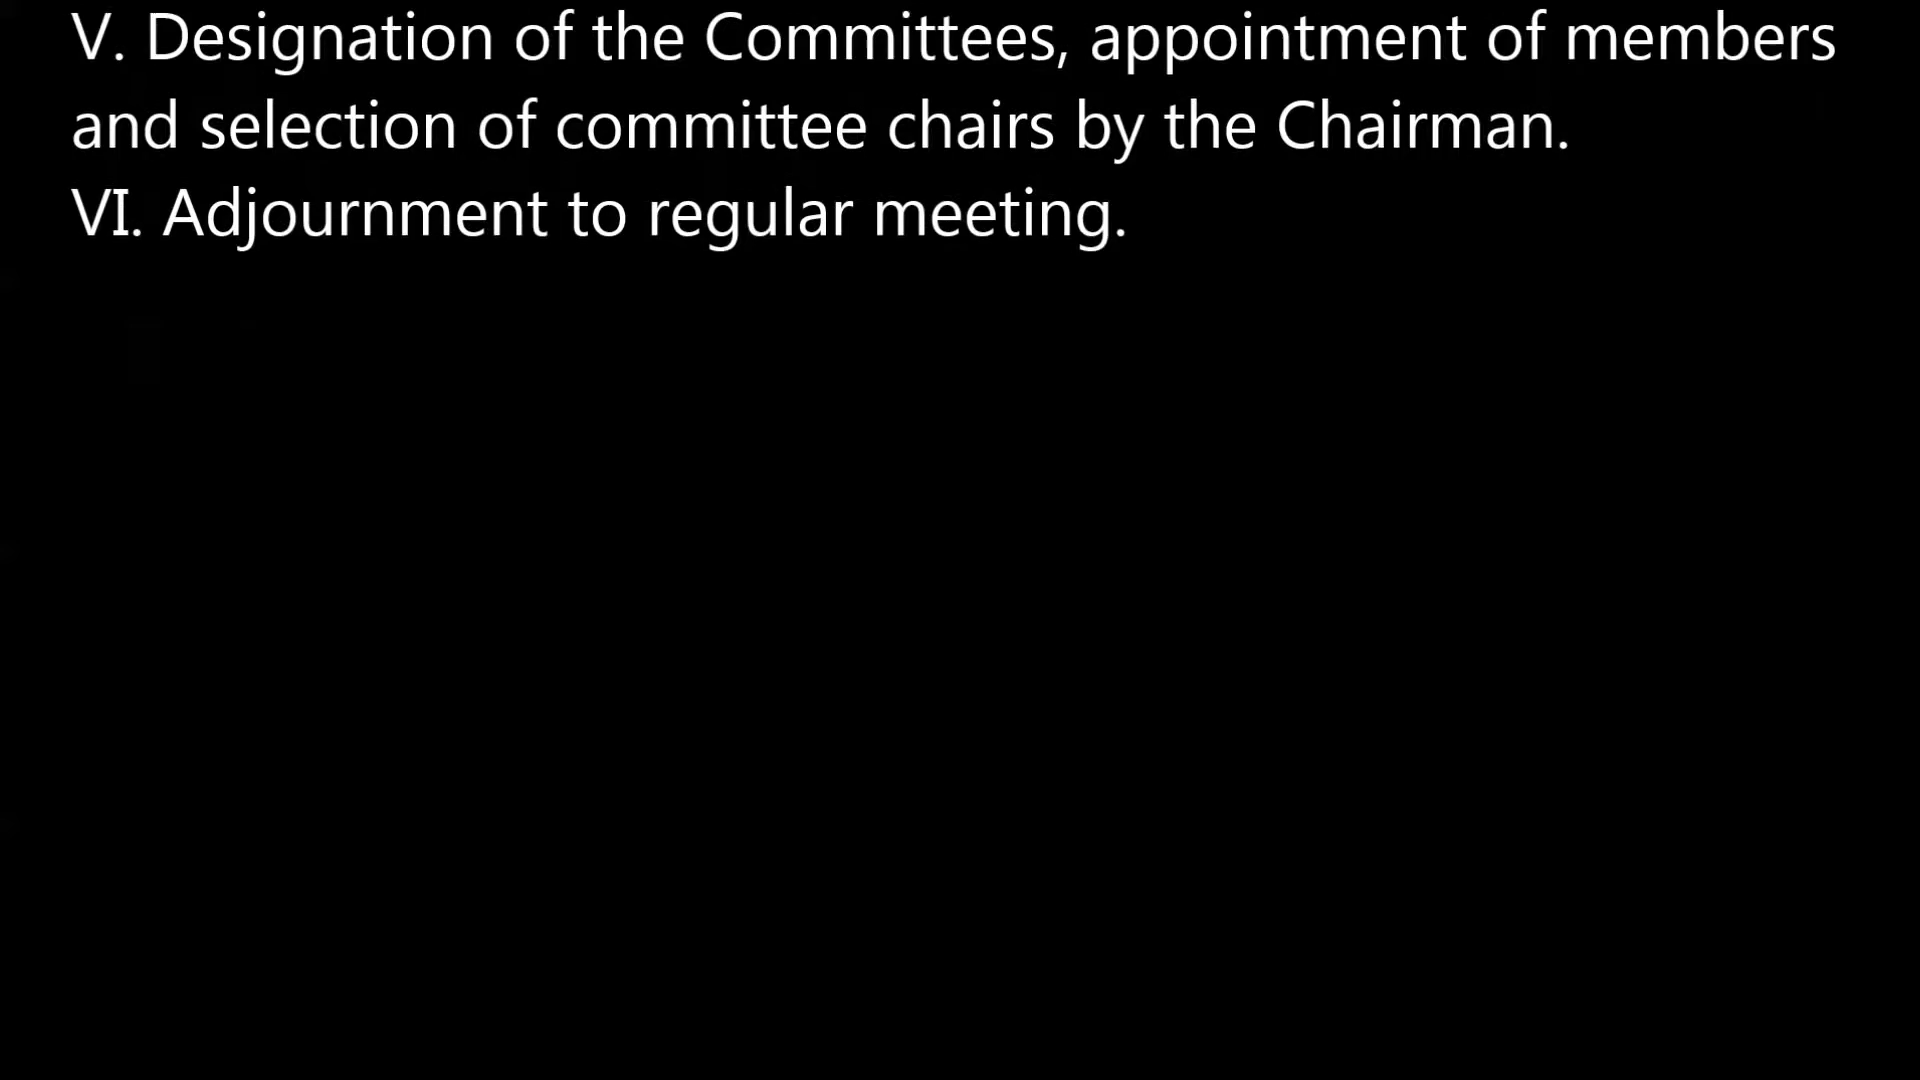 V. Designation of the Committees, appointment of members
and selection of committee chairs by the Chairman.
VI. Adjournment to regular meeting.